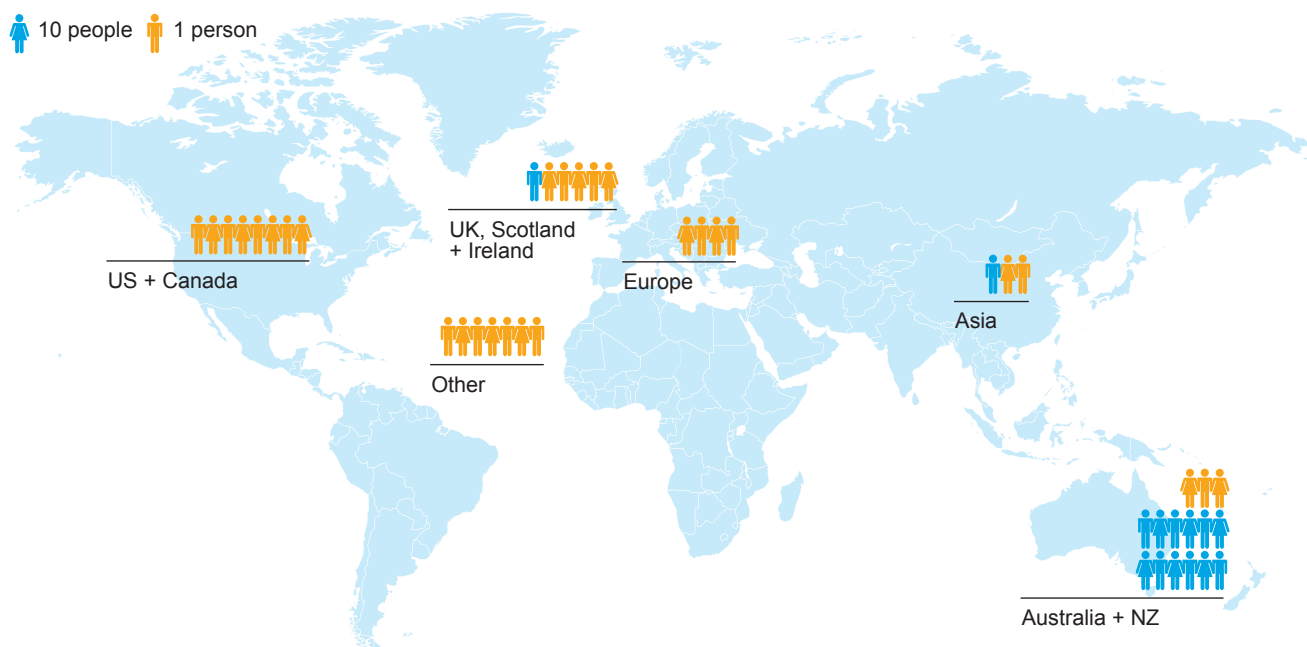 10 people
1 person
UK, Scotland
+ Ireland
US + Canada
Europe
Asia
Other
Australia + NZ